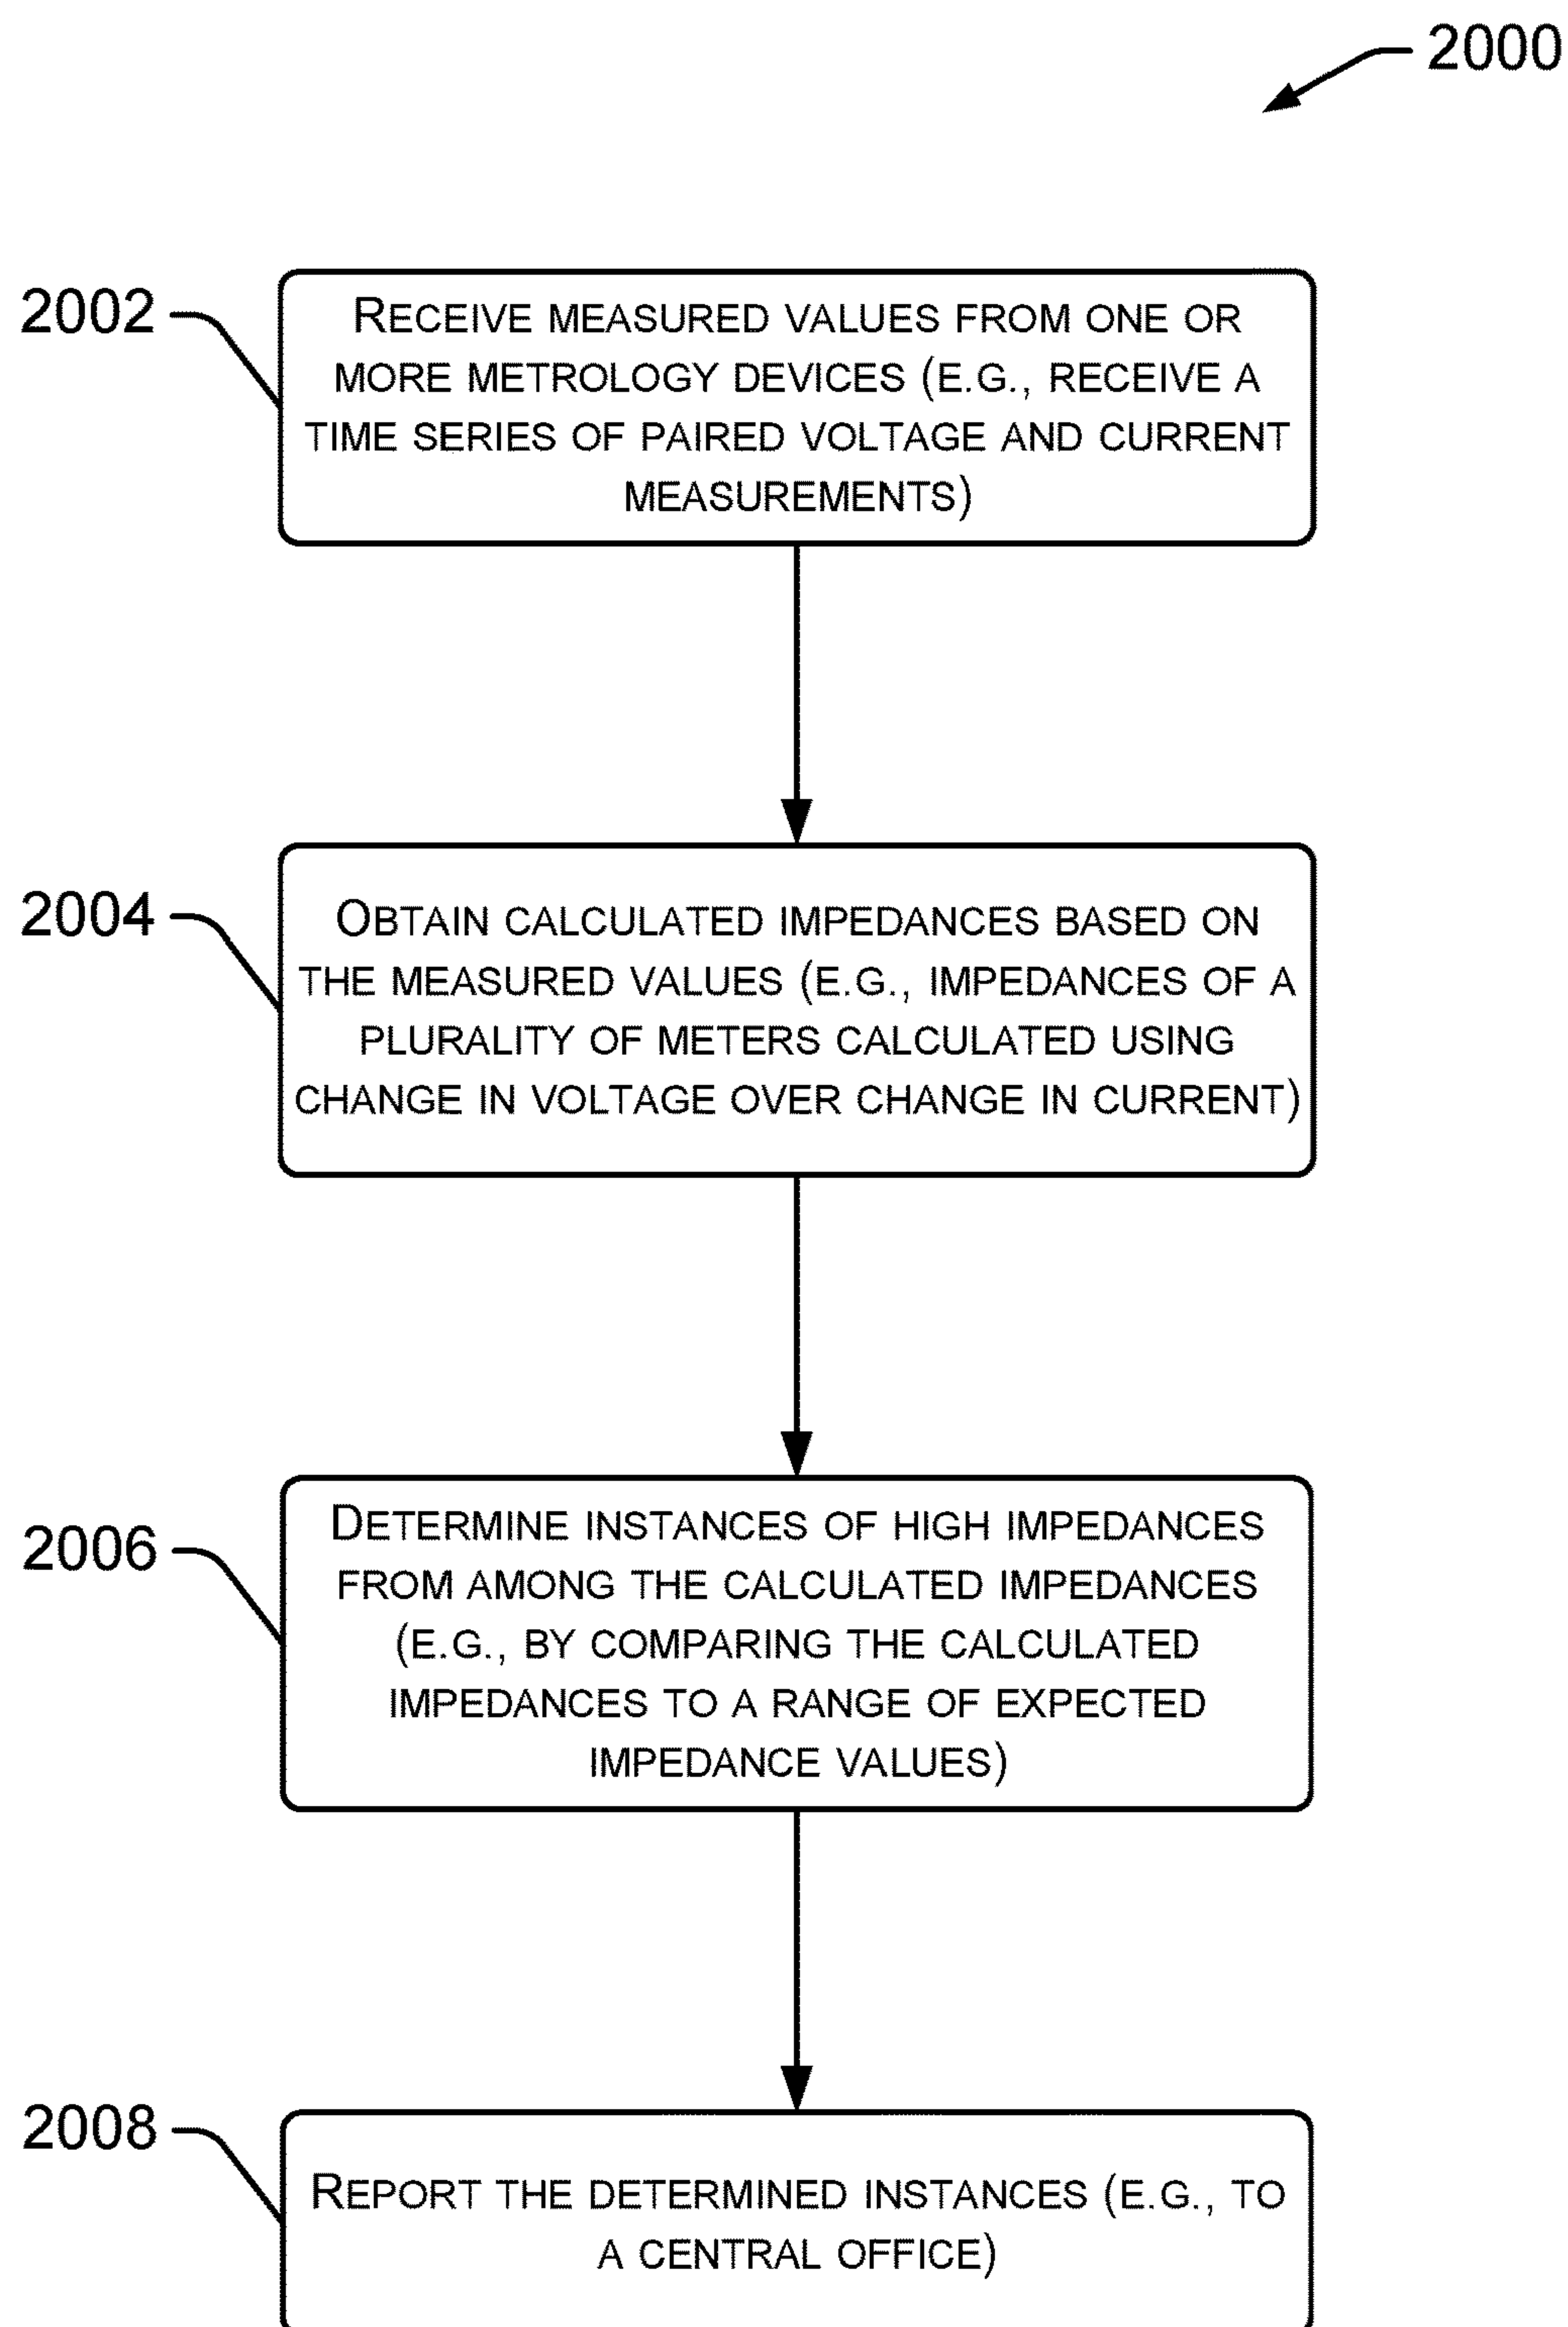 2000
2002
RECEIVE MEASURED VALUES FROM ONE OR
MORE METROLOGY DEVICES (E.G., RECEIVE A
TIME SERIES OF PAIRED VOLTAGE AND CURRENT
MEASUREMENTS)
2004
OBTAIN CALCULATED IMPEDANCES BASED ON
THE MEASURED VALUES (E.G., IMPEDANCES OF A
PLURALITY OF METERS CALCULATED USING
CHANGE IN VOLTAGE OVER CHANGE IN CURRENT)
2006
DETERMINE INSTANCES OF HIGH IMPEDANCES
FROM AMONG THE CALCULATED IMPEDANCES
(E.G., BY COMPARING THE CALCULATED
IMPEDANCES TO A RANGE OF EXPECTED
IMPEDANCE VALUES)
2008
REPORT THE DETERMINED INSTANCES (E.G., TO
A CENTRAL OFFICE)